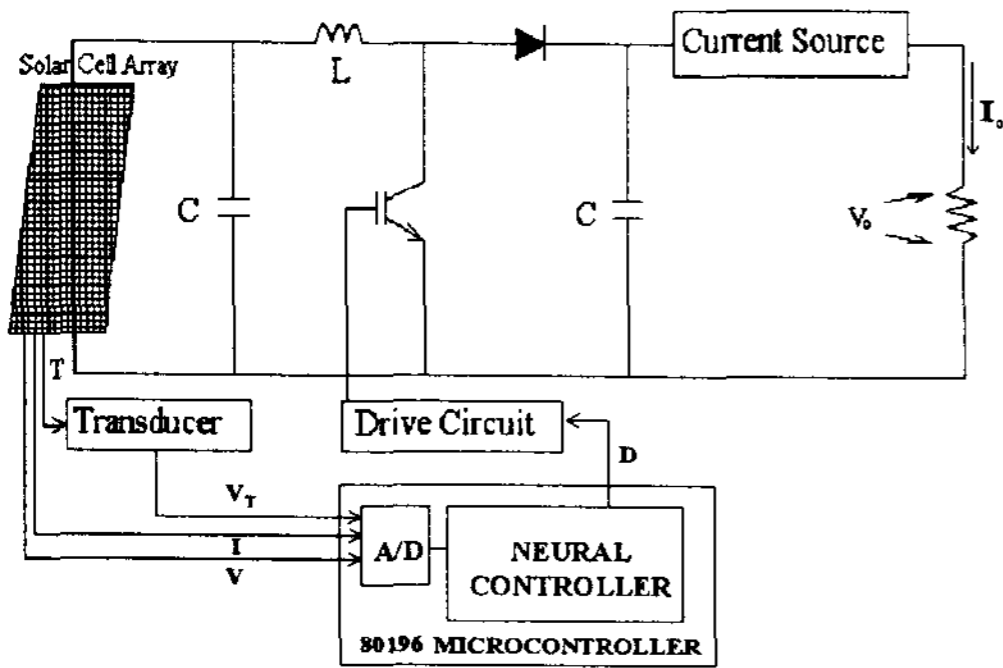 Current Source
Solar Cell Array
L
I₀
C
C
V₀
T
Transducer
Drive Circuit
D
V_T
I
V
A/D
NEURAL
CONTROLLER
80196 MICROCONTROLLER